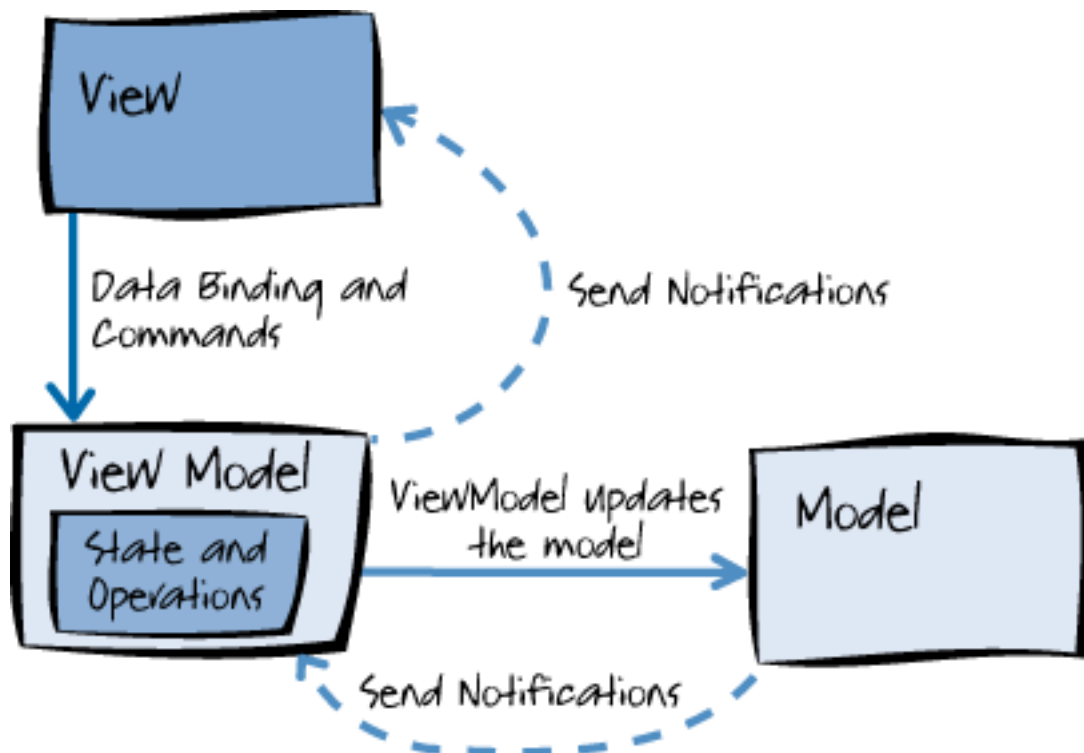 View
Data Binding and
Commands
Send Notifications
View Model
State and
Operations
ViewModel updates
the model
Model
Send Notifications